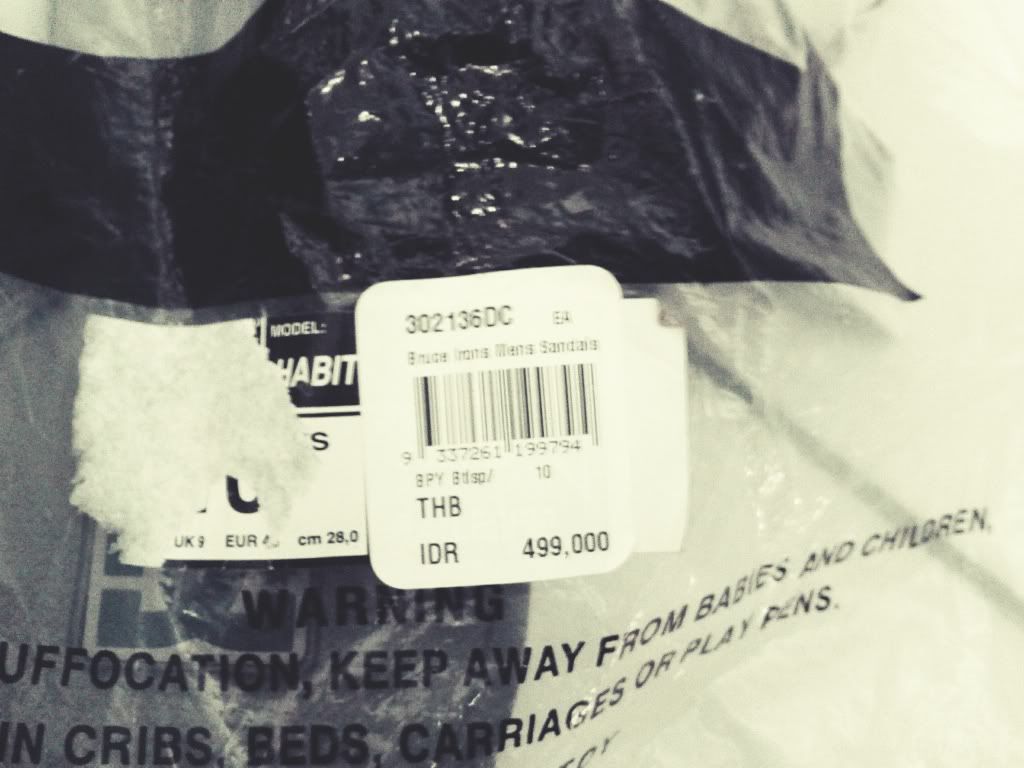 MODEL:
HABIT
302136DC EA
Bruce Irons Mens Sandals
9 337261 199794
BPY Btlsp/ 10
THB
IDR 499,000
UK 9 EUR cm 28,0
WARNING
UFFOCATION, KEEP AWAY FROM BABIES AND CHILDREN,
IN CRIBS, BEDS, CARRIAGES OR PLAY PENS.
TOY